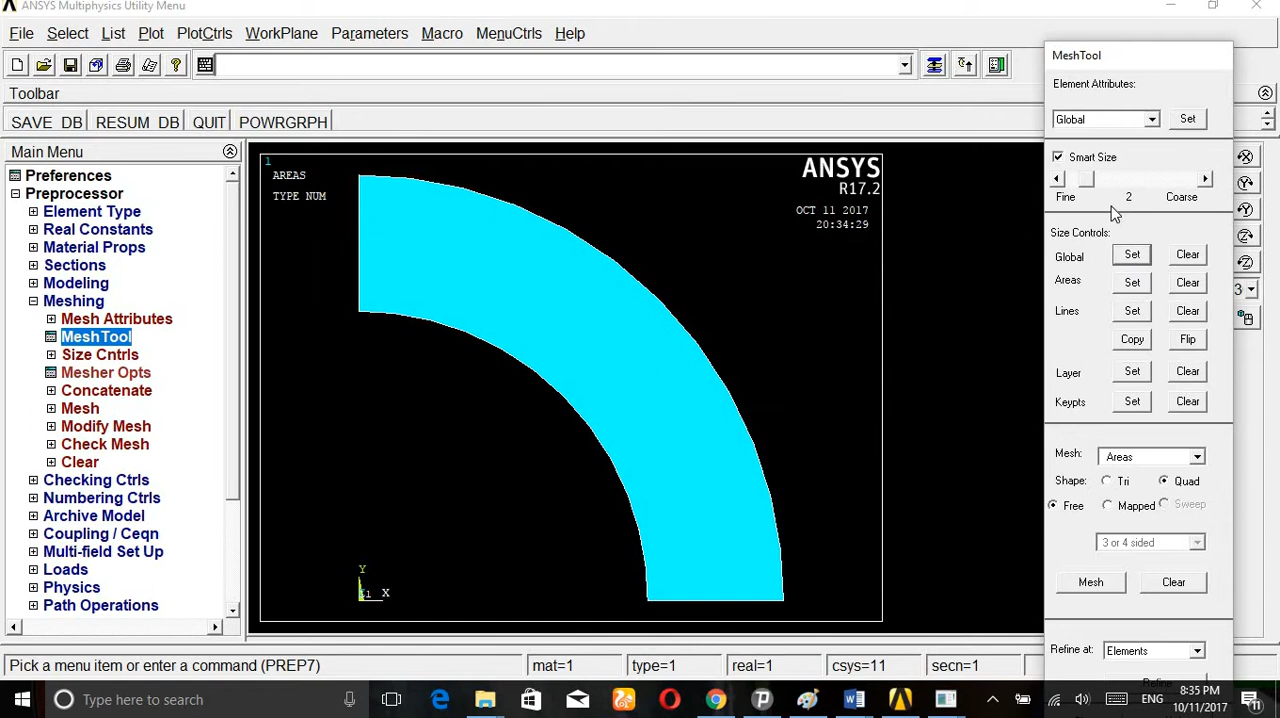 ANSYS Multiphysics Utility Menu
File Select List Plot PlotCtrls WorkPlane Parameters Macro MenuCtrls Help
Toolbar
SAVE_DB RESUM_DB QUIT POWRGRPH
Main Menu
Preferences
Preprocessor
Element Type
Real Constants
Material Props
Sections
Modeling
Meshing
Mesh Attributes
MeshTool
Size Cntrls
Mesher Opts
Concatenate
Mesh
Modify Mesh
Check Mesh
Clear
Checking Ctrls
Numbering Ctrls
Archive Model
Coupling / Ceqn
Multi-field Set Up
Loads
Physics
Path Operations
1
AREAS
TYPE NUM
ANSYS
R17.2
OCT 11 2017
20:34:29
Y
X
MeshTool
Element Attributes:
Global Set
Smart Size
Fine 2 Coarse
Size Controls:
Global Set Clear
Areas Set Clear
Lines Set Clear
Copy Flip
Layer Set Clear
Keypts Set Clear
Mesh: Areas
Shape: Tri Quad
Free Mapped Sweep
3 or 4 sided
Mesh Clear
Refine at: Elements
Refine
3
Pick a menu item or enter a command (PREP7) mat=1 type=1 real=1 csys=11 secn=1
Type here to search
ENG
8:35 PM
10/11/2017
11